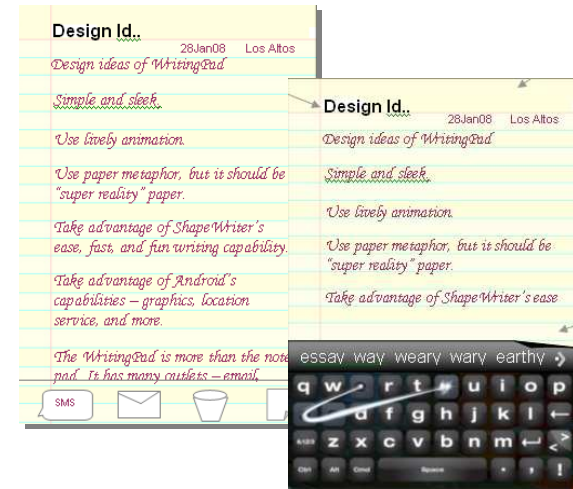 Design Id..
28Jan08 Los Altos
Design ideas of WritingPad
Simple and sleek.
Use lively animation.
Use paper metaphor, but it should be
"super reality" paper.
Take advantage of ShapeWriter's
ease, fast, and fun writing capability.
Take advantage of Android's
capabilities – graphics, location
service, and more.
The WritingPad is more than the note
pad. It has many outlets – email,
SMS
Design Id..
28Jan08 Los Altos
Design ideas of WritingPad
Simple and sleek.
Use lively animation.
Use paper metaphor, but it should be
"super reality" paper.
Take advantage of ShapeWriter's ease
essay way weary wary earthy
q w r t u i o p
d f g h j k l
z x c v b n m
Ctrl Alt Cmd Space . , !